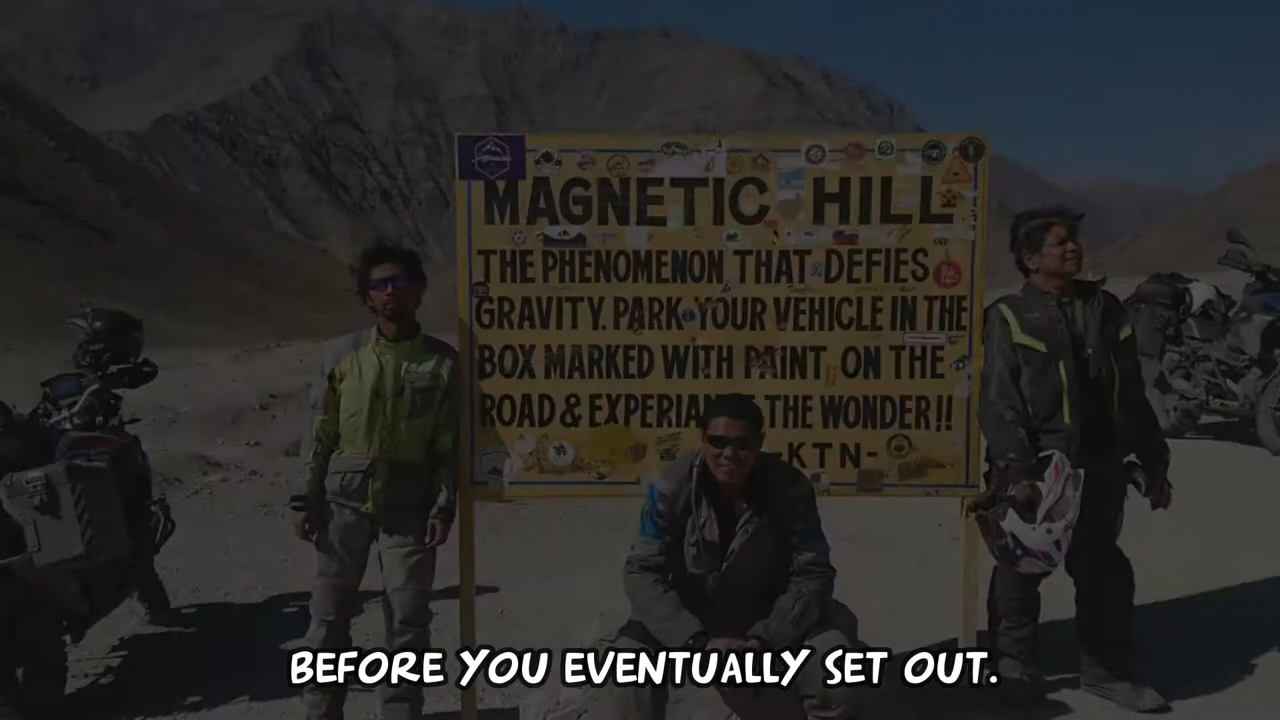 MAGNETIC HILL
THE PHENOMENON THAT DEFIES
GRAVITY. PARK YOUR VEHICLE IN THE
BOX MARKED WITH PAINT ON THE
ROAD & EXPERIAN THE WONDER!!
-KTN-
BEFORE YOU EVENTUALLY SET OUT.